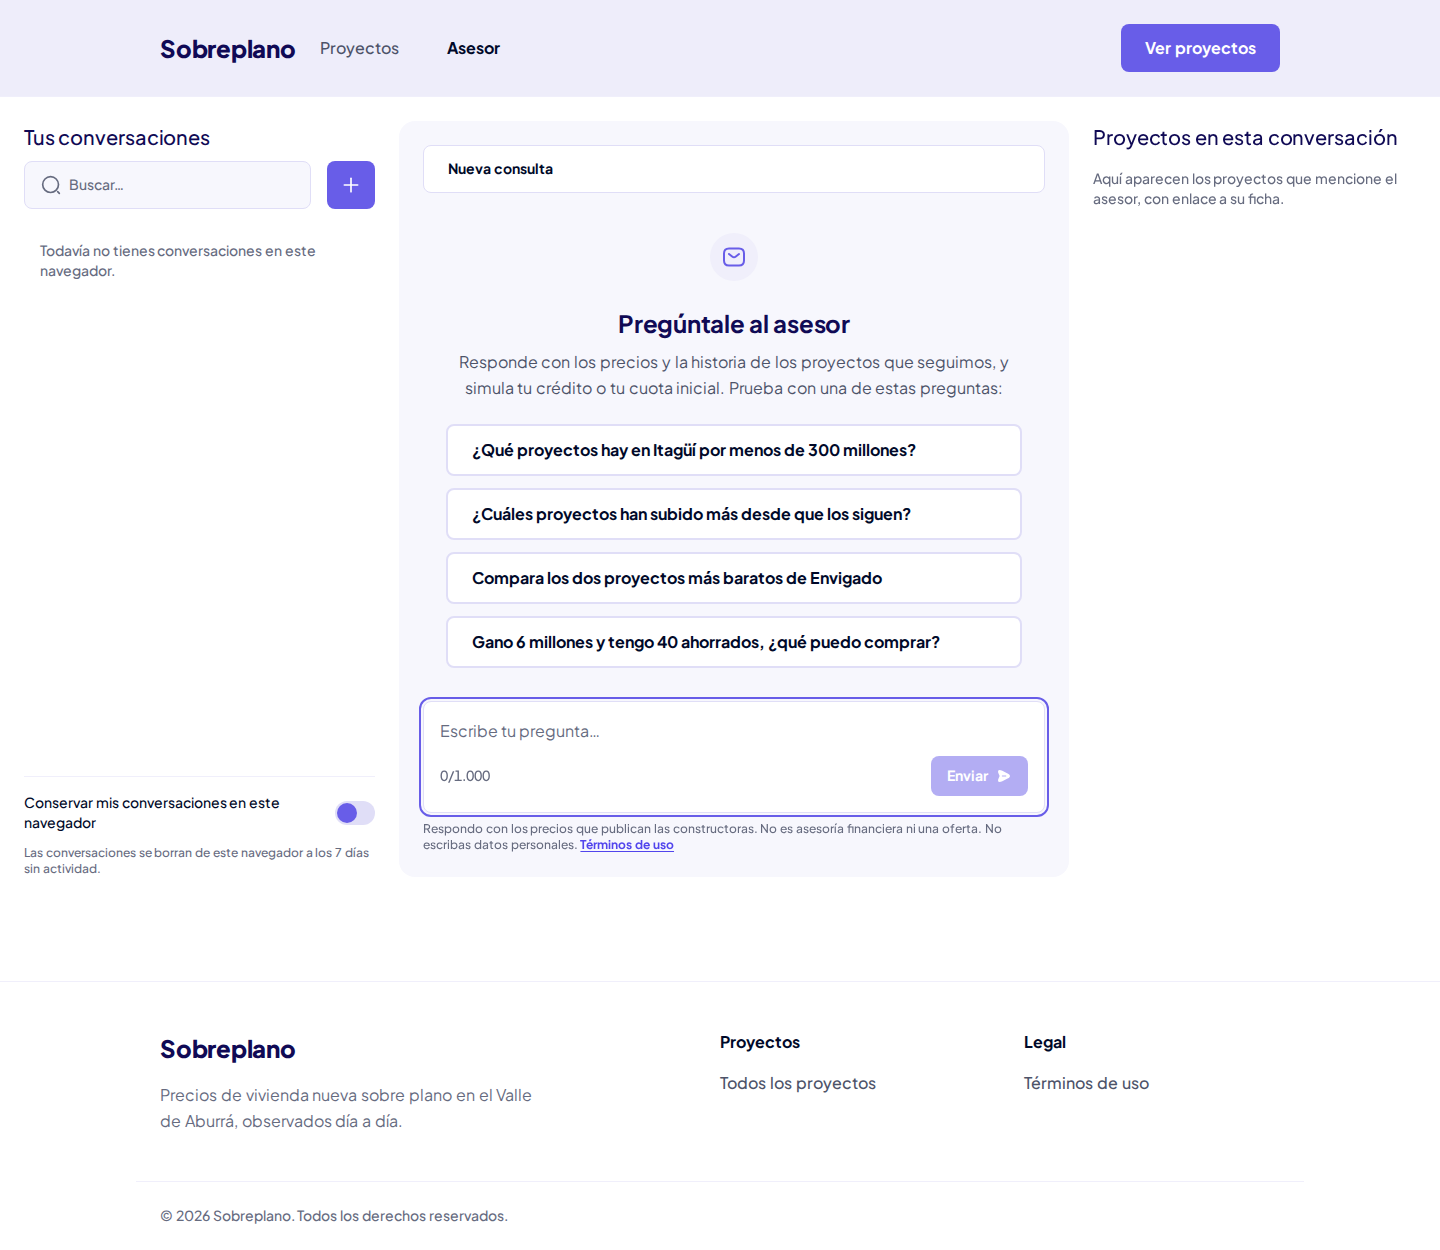 Sobreplano
Proyectos
Asesor
Ver proyectos
Tus conversaciones
Buscar...
Todavía no tienes conversaciones en este
navegador.
Conservar mis conversaciones en este
navegador
Las conversaciones se borran de este navegador a los 7 días
sin actividad.
Nueva consulta
Pregúntale al asesor
Responde con los precios y la historia de los proyectos que seguimos, y
simula tu crédito o tu cuota inicial. Prueba con una de estas preguntas:
¿Qué proyectos hay en Itagüí por menos de 300 millones?
¿Cuáles proyectos han subido más desde que los siguen?
Compara los dos proyectos más baratos de Envigado
Gano 6 millones y tengo 40 ahorrados, ¿qué puedo comprar?
Escribe tu pregunta...
0/1.000
Enviar
Respondo con los precios que publican las constructoras. No es asesoría financiera ni una oferta. No
escribas datos personales. Términos de uso
Proyectos en esta conversación
Aquí aparecen los proyectos que mencione el
asesor, con enlace a su ficha.
Sobreplano
Precios de vivienda nueva sobre plano en el Valle
de Aburrá, observados día a día.
Proyectos
Todos los proyectos
Legal
Términos de uso
© 2026 Sobreplano. Todos los derechos reservados.